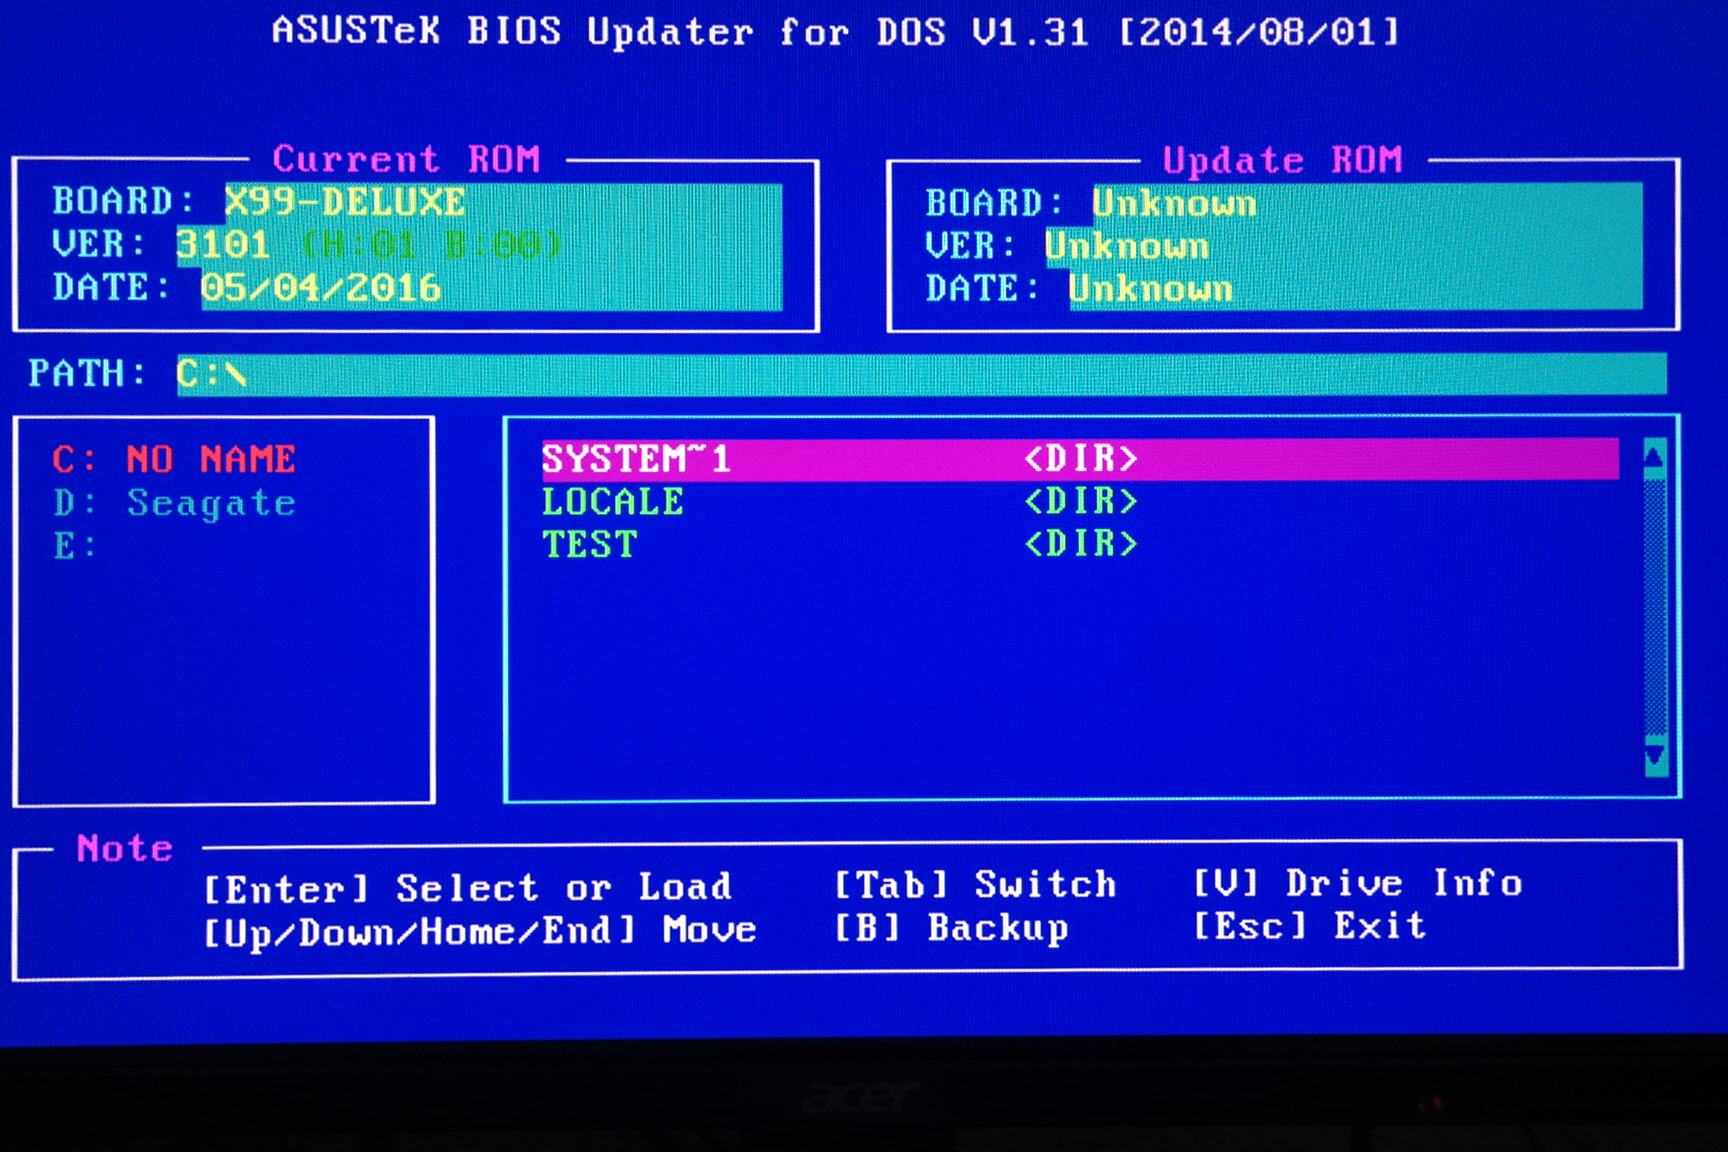 ASUSTeK BIOS Updater for DOS V1.31 [2014/08/01]
Current ROM
BOARD: X99-DELUXE
VER: 3101 (H:01 B:00)
DATE: 05/04/2016
Update ROM
BOARD: Unknown
VER: Unknown
DATE: Unknown
PATH: C:\
C: NO NAME
D: Seagate
E:
SYSTEM~1 <DIR>
LOCALE <DIR>
TEST <DIR>
Note
[Enter] Select or Load [Tab] Switch [V] Drive Info
[Up/Down/Home/End] Move [B] Backup [Esc] Exit
acer